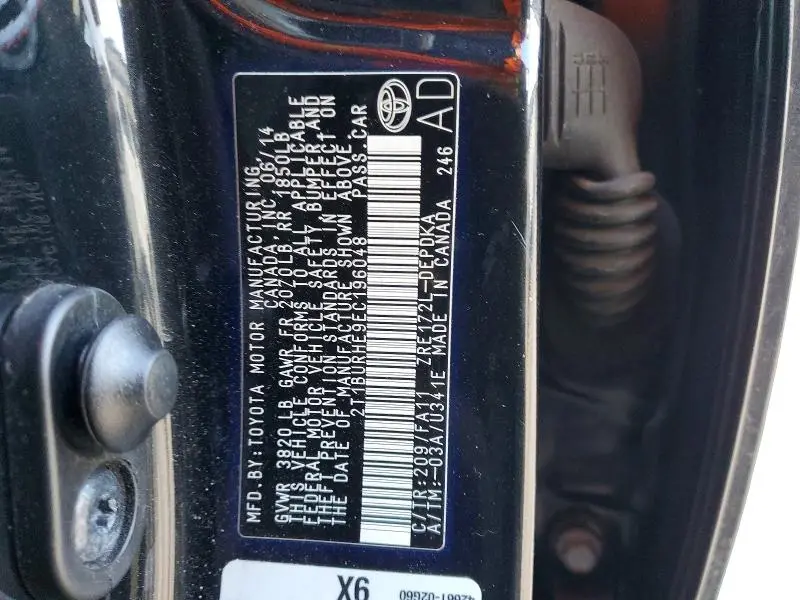 MFD. BY: TOYOTA MOTOR MANUFACTURING,
CANADA, INC. 06/14
GVWR 3820 LB GAWR FR 2020LB, RR 1850LB
THIS VEHICLE CONFORMS TO ALL APPLICABLE
FEDERAL MOTOR VEHICLE SAFETY, BUMPER, AND
THEFT PREVENTION STANDARDS IN EFFECT ON
THE DATE OF MANUFACTURE SHOWN ABOVE.
2T1BURHE9EC196048 PASS.CAR
C/TR:209/FA11 ZRE172L-DEPDKA
A/TM:-03A/U341E MADE IN CANADA 246
AD
9X
42661-02G60